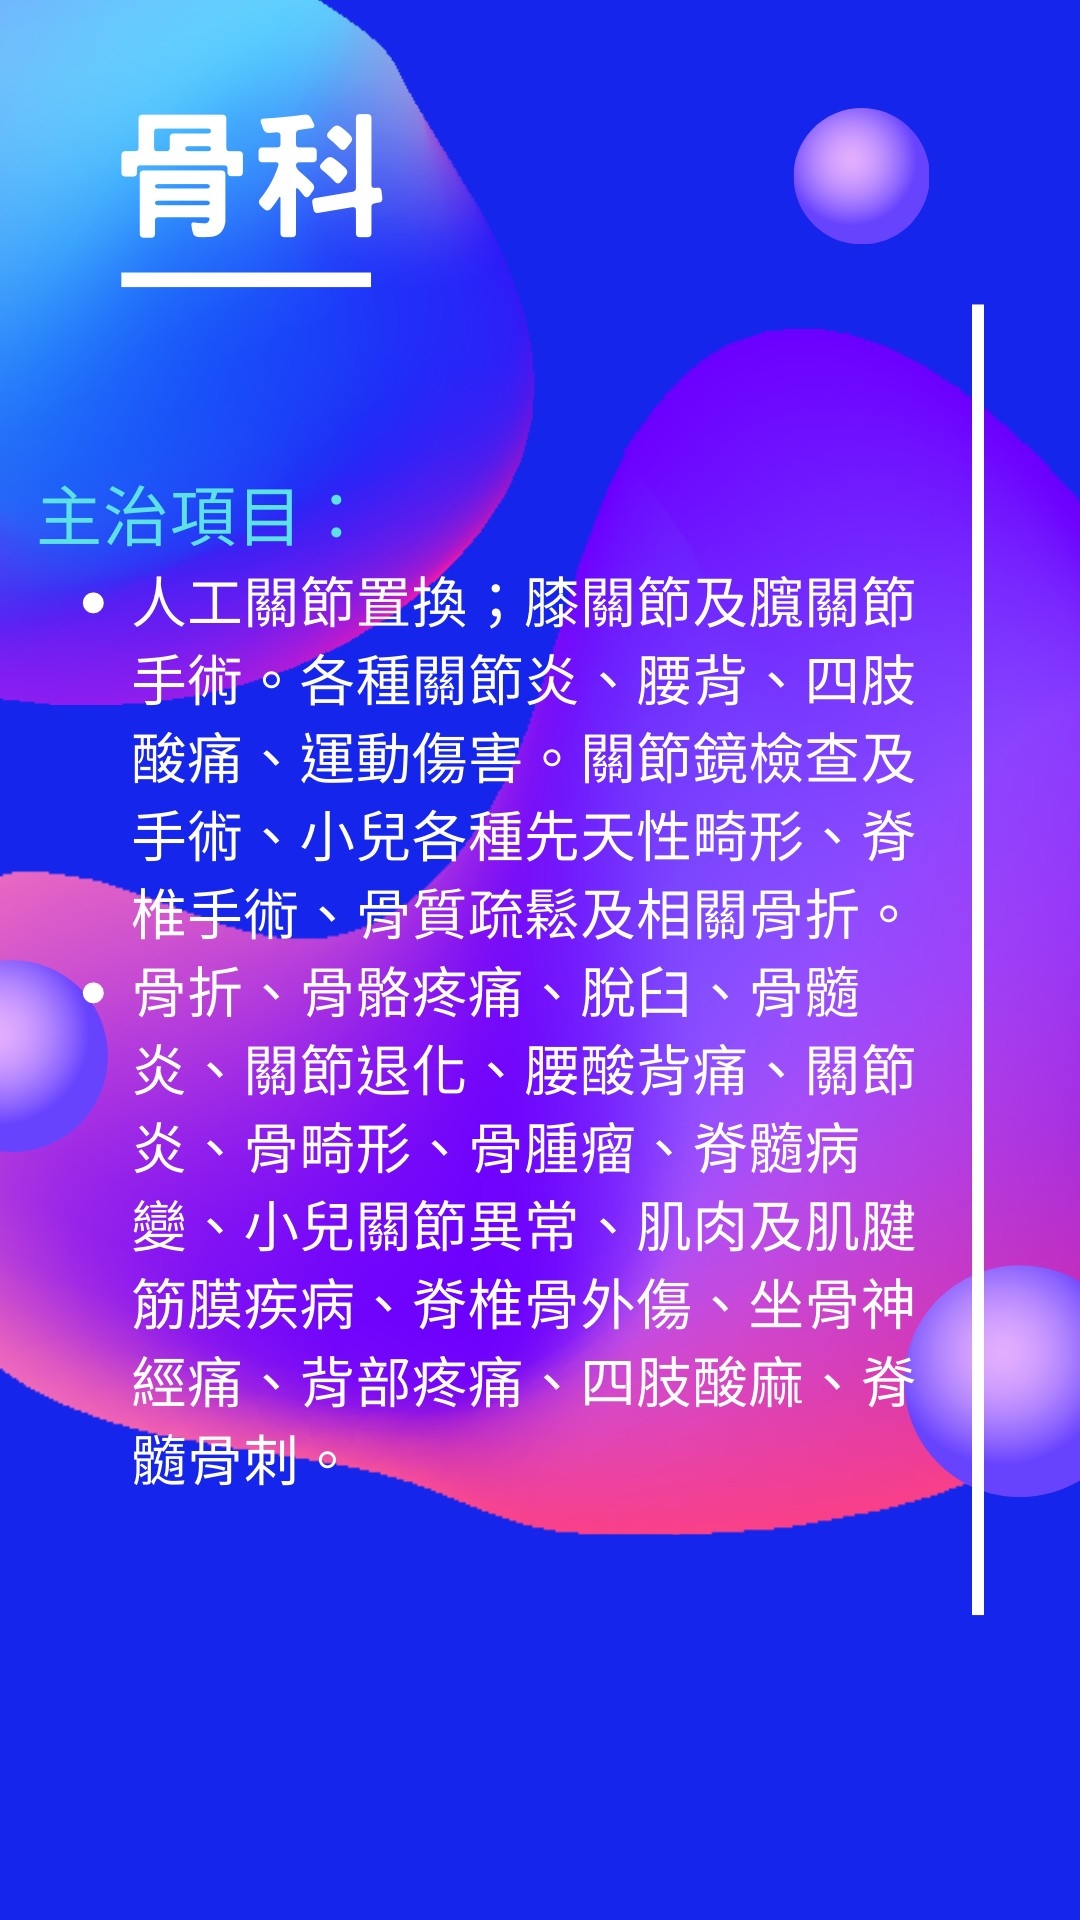 骨科
主治項目：
• 人工關節置換；膝關節及髖關節
手術。各種關節炎、腰背、四肢
酸痛、運動傷害。關節鏡檢查及
手術、小兒各種先天性畸形、脊
椎手術、骨質疏鬆及相關骨折。
• 骨折、骨骼疼痛、脫臼、骨髓
炎、關節退化、腰酸背痛、關節
炎、骨畸形、骨腫瘤、脊髓病
變、小兒關節異常、肌肉及肌腱
筋膜疾病、脊椎骨外傷、坐骨神
經痛、背部疼痛、四肢酸麻、脊
髓骨刺。